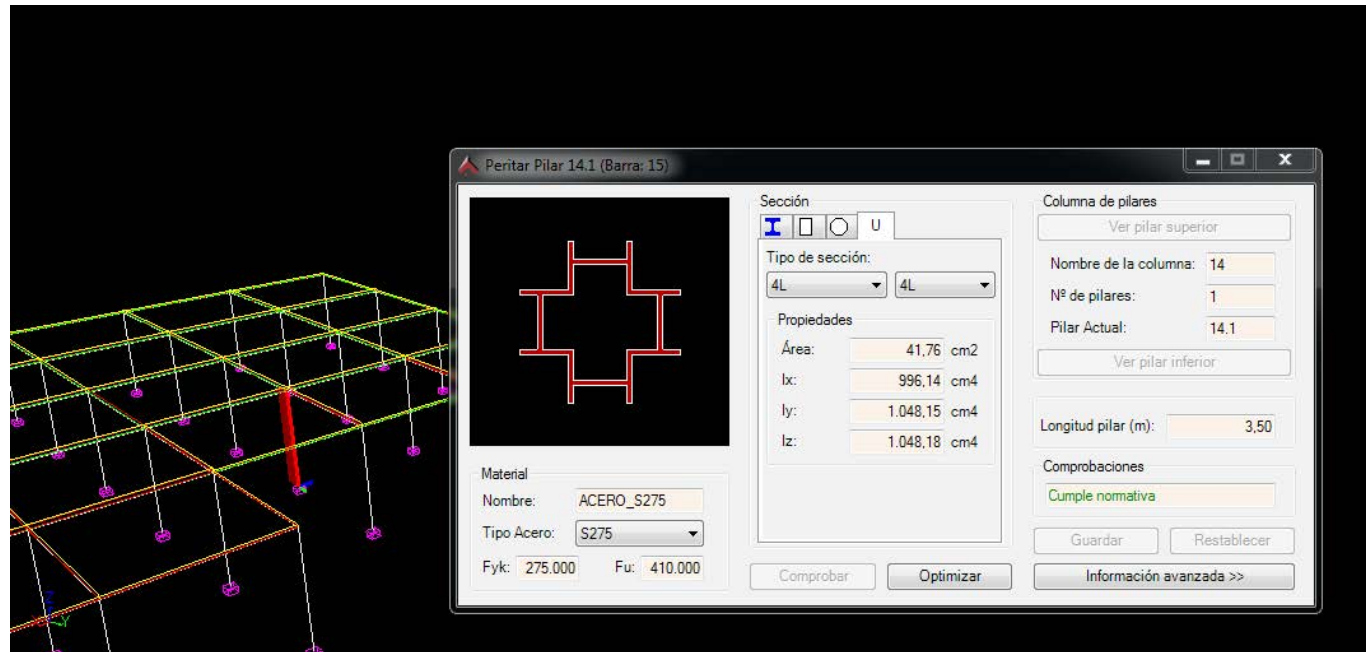 Peritar Pilar 14.1 (Barra: 15)
Sección
U
Tipo de sección:
4L 4L
Propiedades
Área: 41,76 cm2
Ix: 996,14 cm4
Iy: 1.048,15 cm4
Iz: 1.048,18 cm4
Material
Nombre: ACERO_S275
Tipo Acero: S275
Fyk: 275.000 Fu: 410.000
Comprobar Optimizar
Columna de pilares
Ver pilar superior
Nombre de la columna: 14
Nº de pilares: 1
Pilar Actual: 14.1
Ver pilar inferior
Longitud pilar (m): 3,50
Comprobaciones
Cumple normativa
Guardar Restablecer
Información avanzada >>
Z
X Y